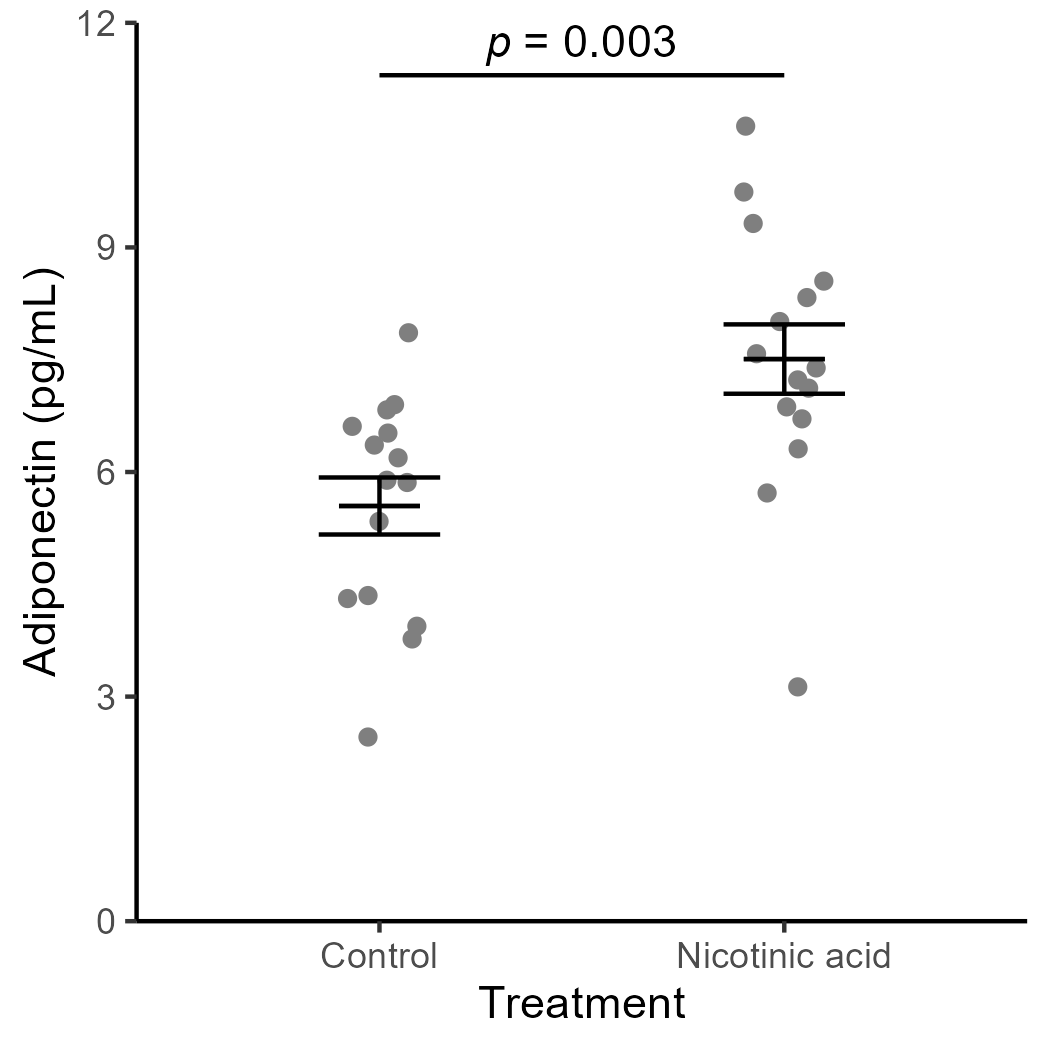 p = 0.003
12
9
6
3
0
Adiponectin (pg/mL)
Control
Nicotinic acid
Treatment